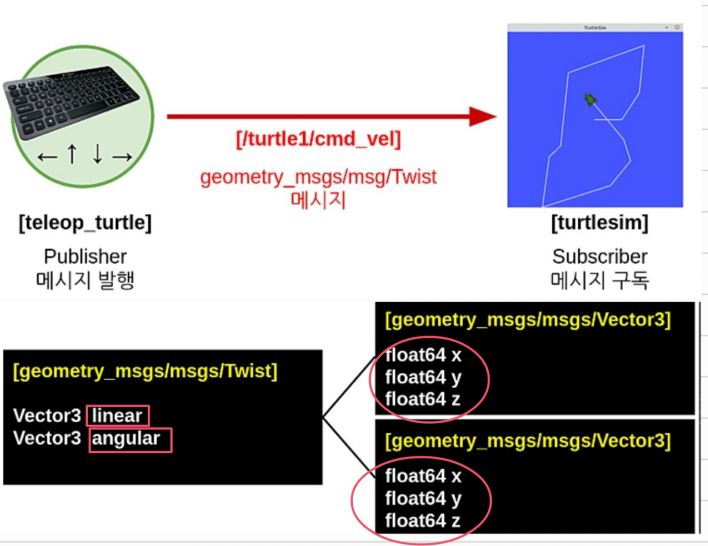 TurtleSim
← ↑ ↓ →
[/turtle1/cmd_vel]
geometry_msgs/msg/Twist
메시지
[teleop_turtle]
Publisher
메시지 발행
[turtlesim]
Subscriber
메시지 구독
[geometry_msgs/msgs/Twist]
Vector3 linear
Vector3 angular
[geometry_msgs/msgs/Vector3]
float64 x
float64 y
float64 z
[geometry_msgs/msgs/Vector3]
float64 x
float64 y
float64 z